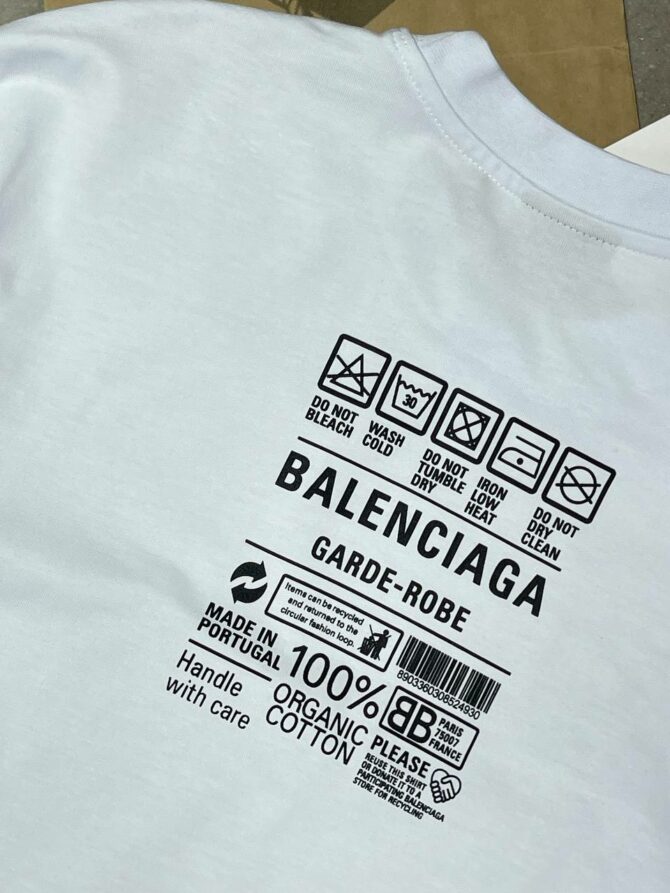 30
DO NOT
BLEACH
WASH
COLD
DO NOT
TUMBLE
DRY
IRON
LOW
HEAT
DO NOT
DRY
CLEAN
BALENCIAGA
GARDE-ROBE
Items can be recycled
and returned to the
circular fashion loop.
MADE IN
PORTUGAL
8903360308524930
Handle
with care
100%
ORGANIC
COTTON
BB
PARIS
75007
FRANCE
PLEASE
REUSE THIS SHIRT
OR DONATE IT TO A
PARTICIPATING BALENCIAGA
STORE FOR RECYCLING